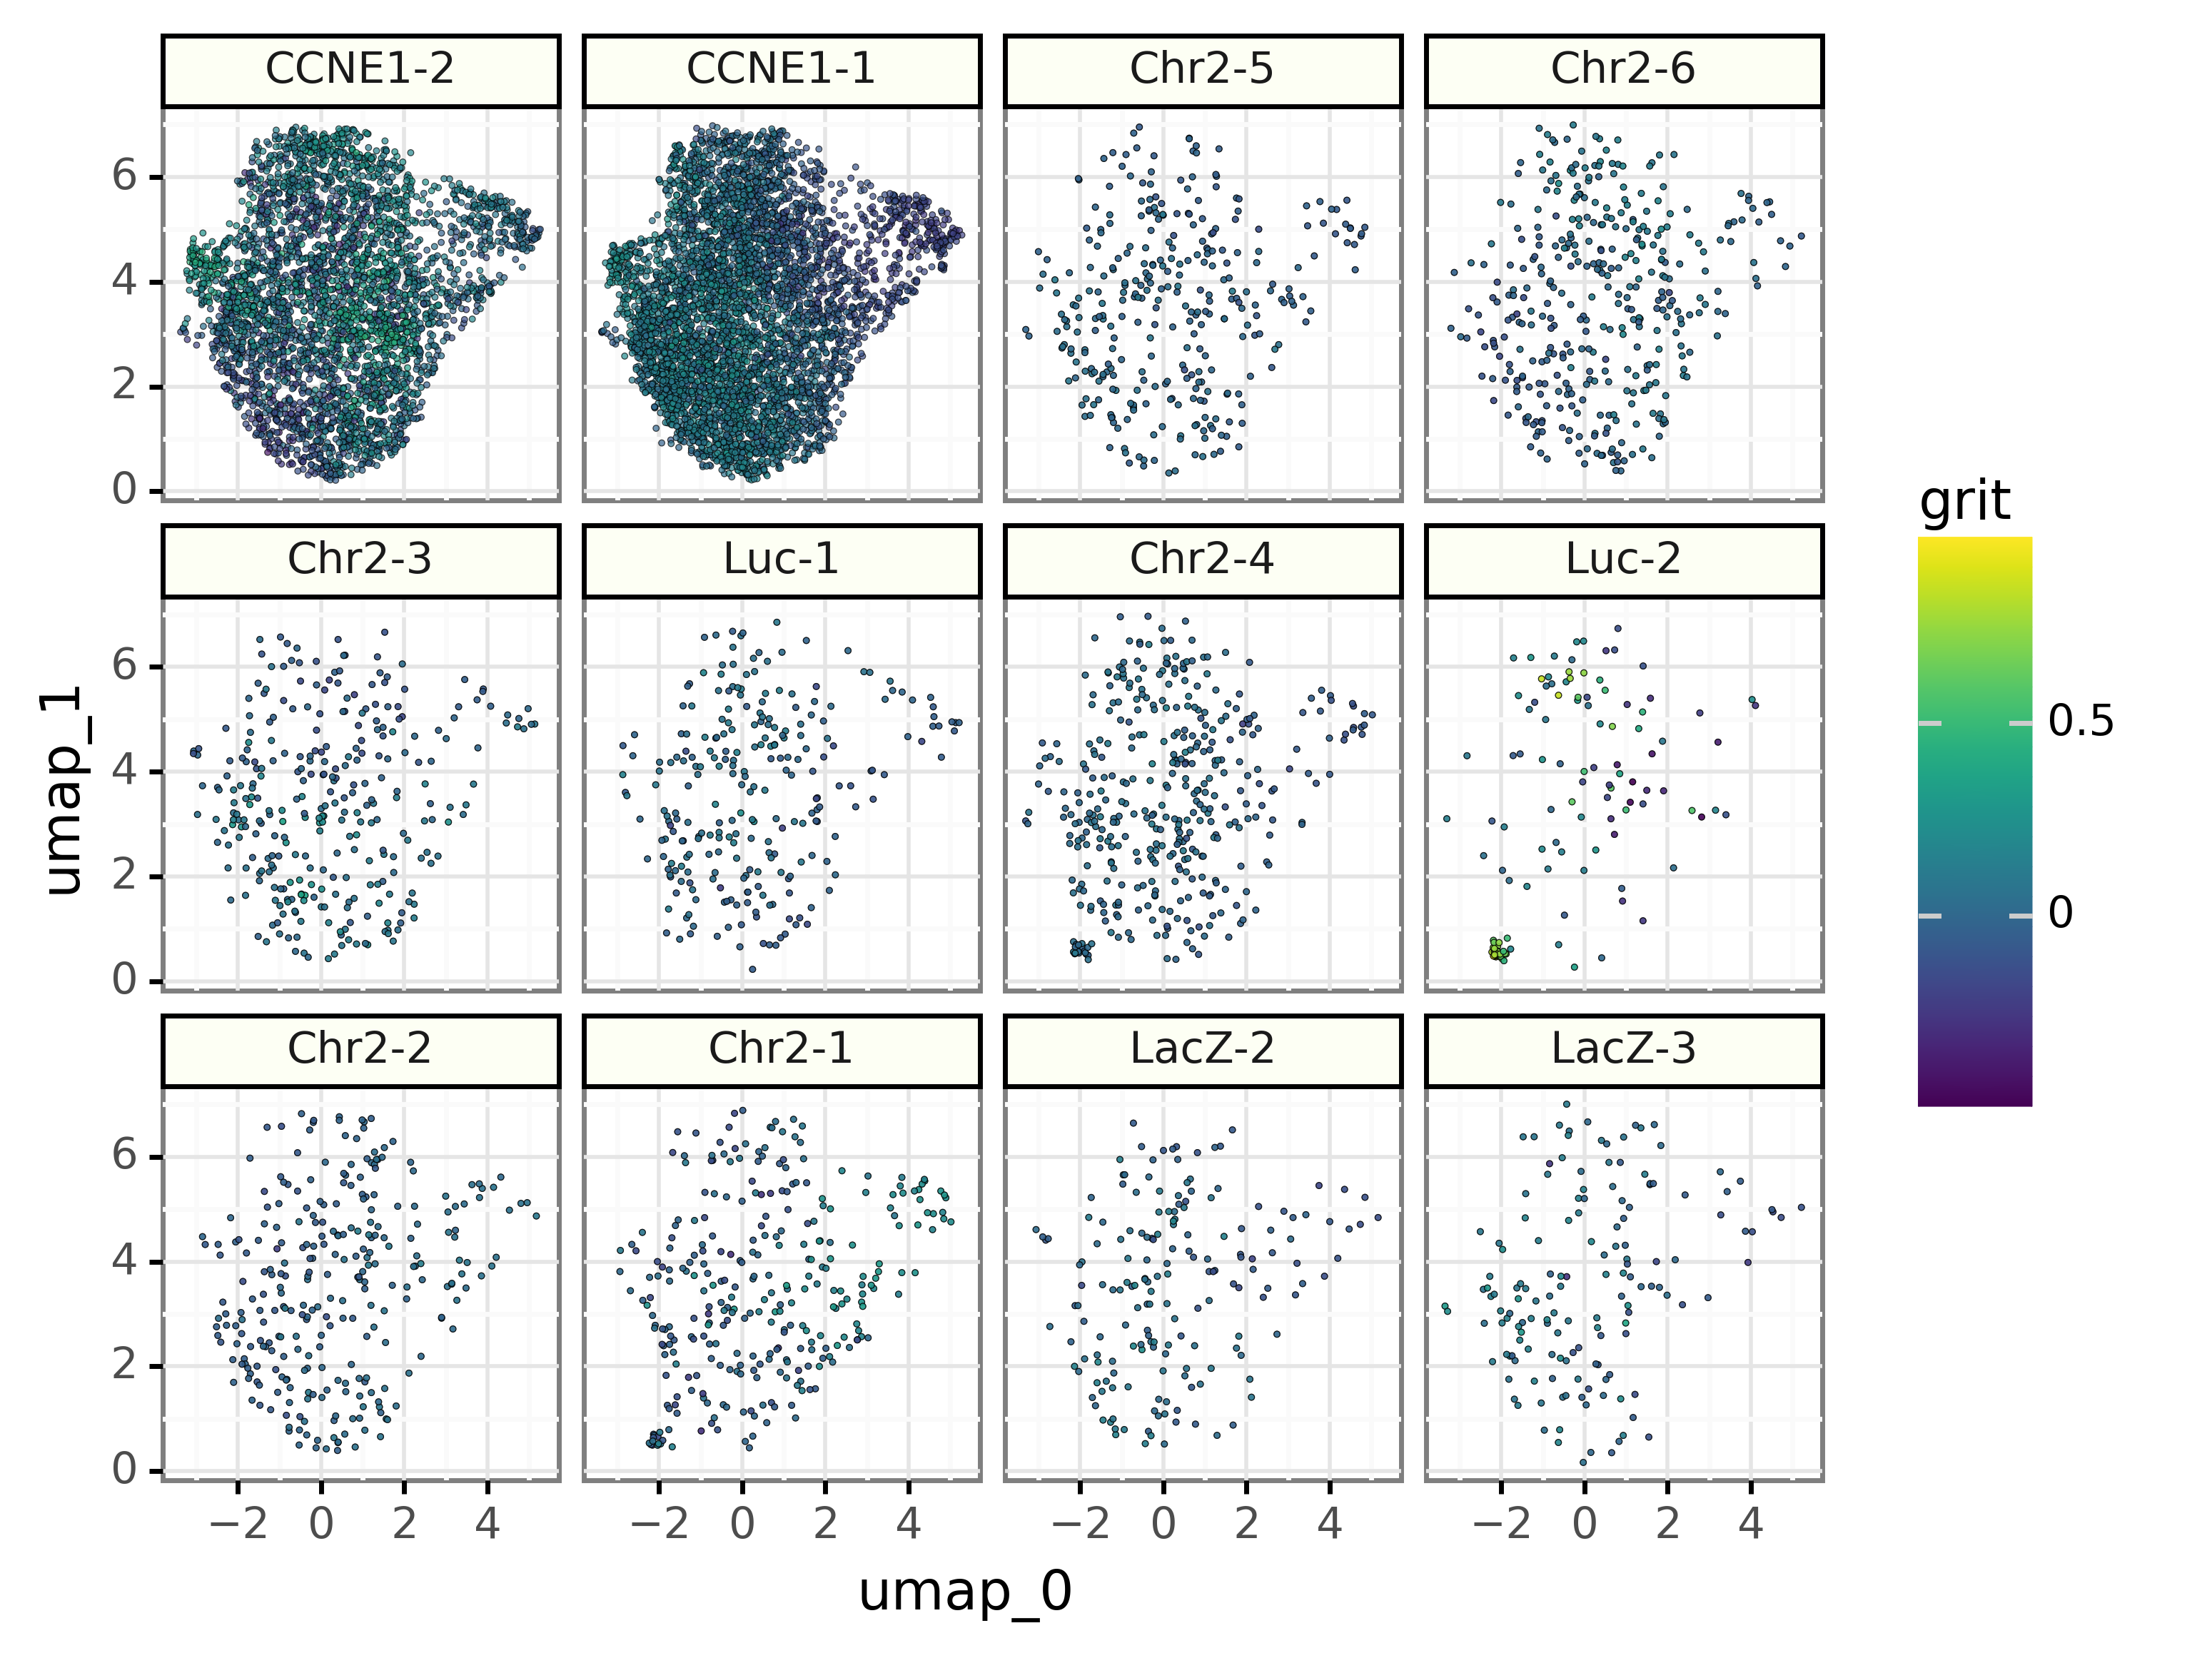 CCNE1-2 CCNE1-1 Chr2-5 Chr2-6
6
4
2
0
Chr2-3 Luc-1 Chr2-4 Luc-2
6
4
2
0
Chr2-2 Chr2-1 LacZ-2 LacZ-3
6
4
2
0
−2 0 2 4 −2 0 2 4 −2 0 2 4 −2 0 2 4
umap_0
umap_1
grit
0.5
0